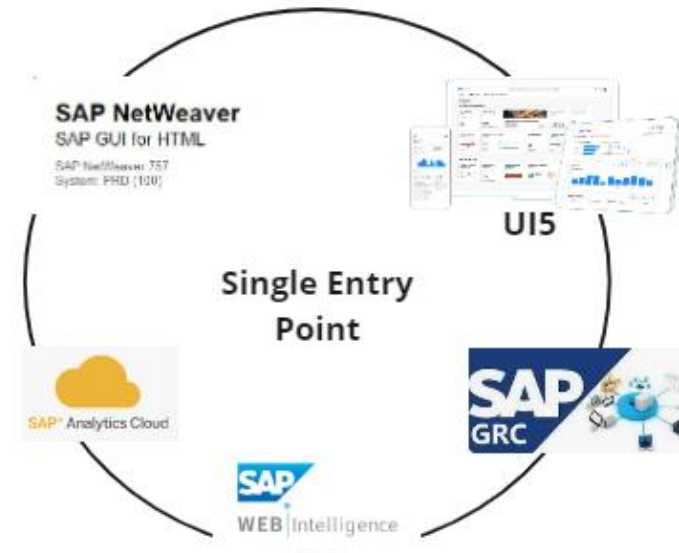 SAP NetWeaver
SAP GUI for HTML
SAP NetWeaver 757
System: PRD (100)
UI5
Single Entry
Point
SAP® Analytics Cloud
SAP
GRC
SAP
WEB Intelligence